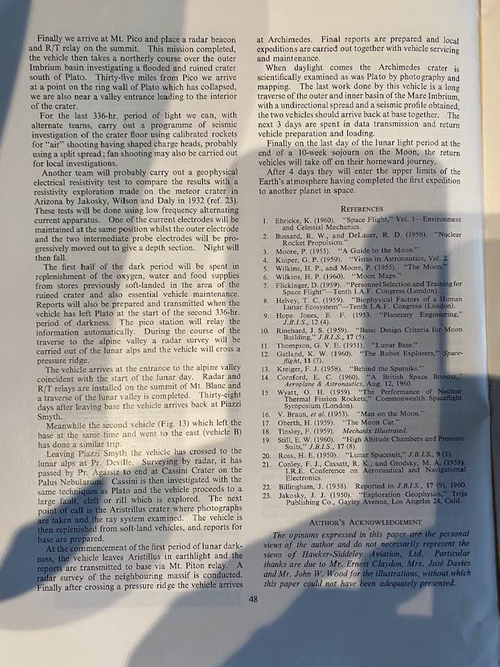 Finally we arrive at Mt. Pico and place a radar beacon
and R/T relay on the summit. This mission completed,
the vehicle then takes a northerly course over the outer
Imbrium basin investigating a flooded and ruined crater
south of Plato. Thirty-five miles from Pico we arrive
at a point on the ring wall of Plato which has collapsed,
we are also near a valley entrance leading to the interior
of the crater.
For the last 336-hr. period of light we can, with
alternate teams, carry out a programme of seismic
investigation of the crater floor using calibrated rockets
for "air" shooting having shaped charge heads, probably
using a split spread; fan shooting may also be carried out
for local investigations.
Another team will probably carry out a geophysical
electrical resistivity test to compare the results with a
resistivity exploration made on the meteor crater in
Arizona by Jakosky, Wilson and Daly in 1932 (ref. 23).
These tests will be done using low frequency alternating
current apparatus. One of the current electrodes will be
maintained at same position whilst the outer electrode
and the two intermediate probe electrodes will be pro-
gressively moved out to give a depth section. Night will
then fall.
The first half of the dark period will be spent in
replenishment of the oxygen, water and food supplies
from stores previously soft-landed in the area of the
ruined crater and also essential vehicle maintenance.
Reports will also be prepared and transmitted when the
vehicle has left Plato at the start of the second 336-hr.
period of darkness. The pico station will relay the
information automatically. During the course of the
traverse to the alpine valley a radar survey will be
carried out of the lunar alps and the vehicle will cross a
pressure ridge.
The vehicle arrives at the entrance to the alpine valley
coincident with the start of the lunar day. Radar and
R/T relays are installed on the summit of Mt. Blanc and
a traverse of the lunar valley is completed. Thirty-eight
days after leaving base the vehicle arrives back at Piazzi
Smyth.
Meanwhile the second vehicle (Fig. 13) which left the
base at the same time and went to the east (vehicle B)
has done a similar trip.
Leaving Piazzi Smyth the vehicle has crossed to the
lunar alps at Pr. Deville. Surveying by radar, it has
passed by Pr. Agassiz to end at Cassini Crater on the
Palus Nebularum. Cassini is then investigated with the
same techniques as Plato and the vehicle proceeds to a
large fault, cleft or rill which is explored. The next
point of call is the Aristrillas crater where photographs
are taken and the ray system examined. The vehicle is
then replenished from soft-land vehicles, and reports for
base are prepared.
At the commencement of the first period of lunar dark-
ness, the vehicle leaves Aristillus in earthlight and the
reports are transmitted to base via Mt. Piton relay. A
radar survey of the neighbouring massif is conducted.
Finally after crossing a pressure ridge the vehicle arrives
at Archimedes. Final reports are prepared and local
expeditions are carried out together with vehicle servicing
and maintenance.
When daylight comes the Archimedes crater is
scientifically examined as was Plato by photography and
mapping. The last work done by this vehicle is a long
traverse of the outer and inner basin of the Mare Imbrium,
with a undirectional spread and a seismic profile obtained,
the two vehicles should arrive back at base together. The
next 3 days are spent in data transmission and return
vehicle preparation and loading.
Finally on the last day of the lunar light period at the
end of a 10-week sojourn on the Moon, the return
vehicles will take off on their homeward journey.
After 4 days they will enter the upper limits of the
Earth's atmosphere having completed the first expedition
to another planet in space.
REFERENCES
1. Ehricke, K. (1960). "Space Flight," Vol. 1—Environment
and Celestial Mechanics.
2. Bussard, R. W., and DeLauer, R. D. (1958). "Nuclear
Rocket Propulsion."
3. Moore, P. (1953). "A Guide to the Moon."
4. Kuiper, G. P. (1959). "Vistas in Astronautics, Vol. 2.
5. Wilkins, H. P., and Moore, P. (1955). "The Moon."
6. Wilkins, H. P. (1960). "Moon Maps."
7. Flickinger, D. (1959). "Personnel Selection and Training for
Space Flight"—Tenth I.A.F. Congress (London).
8. Helvey, T. C. (1959). "Biophysical Factors of a Human
Lunar Ecosystem"—Tenth I.A.F. Congress (London).
9. Hope Jones, E. F. (1953. "Planetary Engineering,"
J.B.I.S., 12 (4).
10. Rinehard, J. S. (1959). "Basic Design Criteria for Moon
Building," J.B.I.S., 17 (5).
11. Thompson, G. V. E. (1951). "Lunar Base."
12. Gatland, K. W. (1960). "The Robot Explorers," Space-
flight, 11 (7).
13. Kreiger, F. J. (1958). "Behind the Sputniks."
14. Cornford, E. C. (1960). "A British Space Booster,"
Aeroplane & Astronautics, Aug. 12, 1960.
15. Wyatt, O. H. (1959). "The Performance of Nuclear
Thermal Fission Rockets," Commonwealth Spaceflight
Symposium (London).
16. V. Braun, et al. (1953). "Man on the Moon."
17. Oberth, H. (1959). "The Moon Car."
18. Tinsley, F. (1959). Mechanix Illustrated.
19. Still, E. W. (1960). "High Altitude Chambers and Pressure
Suits," J.B.I.S., 17 (8).
20. Ross, H. E. (1950). "Lunar Spacesuit," J.B.I.S., 9 (1).
21. Conley, F. J., Cassatt, R. K., and Grodsky, M. A. (1959).
I.R.E. Conference on Aeronautical and Navigational
Electronics.
22. Billingham, J. (1958). Reported in J.B.I.S., 17 (9), 1960.
23. Jakosky, J. J. (1950). "Exploration Geophysics," Trija
Publishing Co., Gayley Avenue, Los Angeles 24, Calif.
AUTHOR'S ACKNOWLEDGEMENT
The opinions expressed in this paper are the personal
views of the author and do not necessarily represent the
views of Hawker-Siddeley Aviation, Ltd. Particular
thanks are due to Mr. Ernest Claydon, Mrs. José Davies
and Mr. John W. Wood for the illustrations, without which
this paper could not have been adequately presented.
48